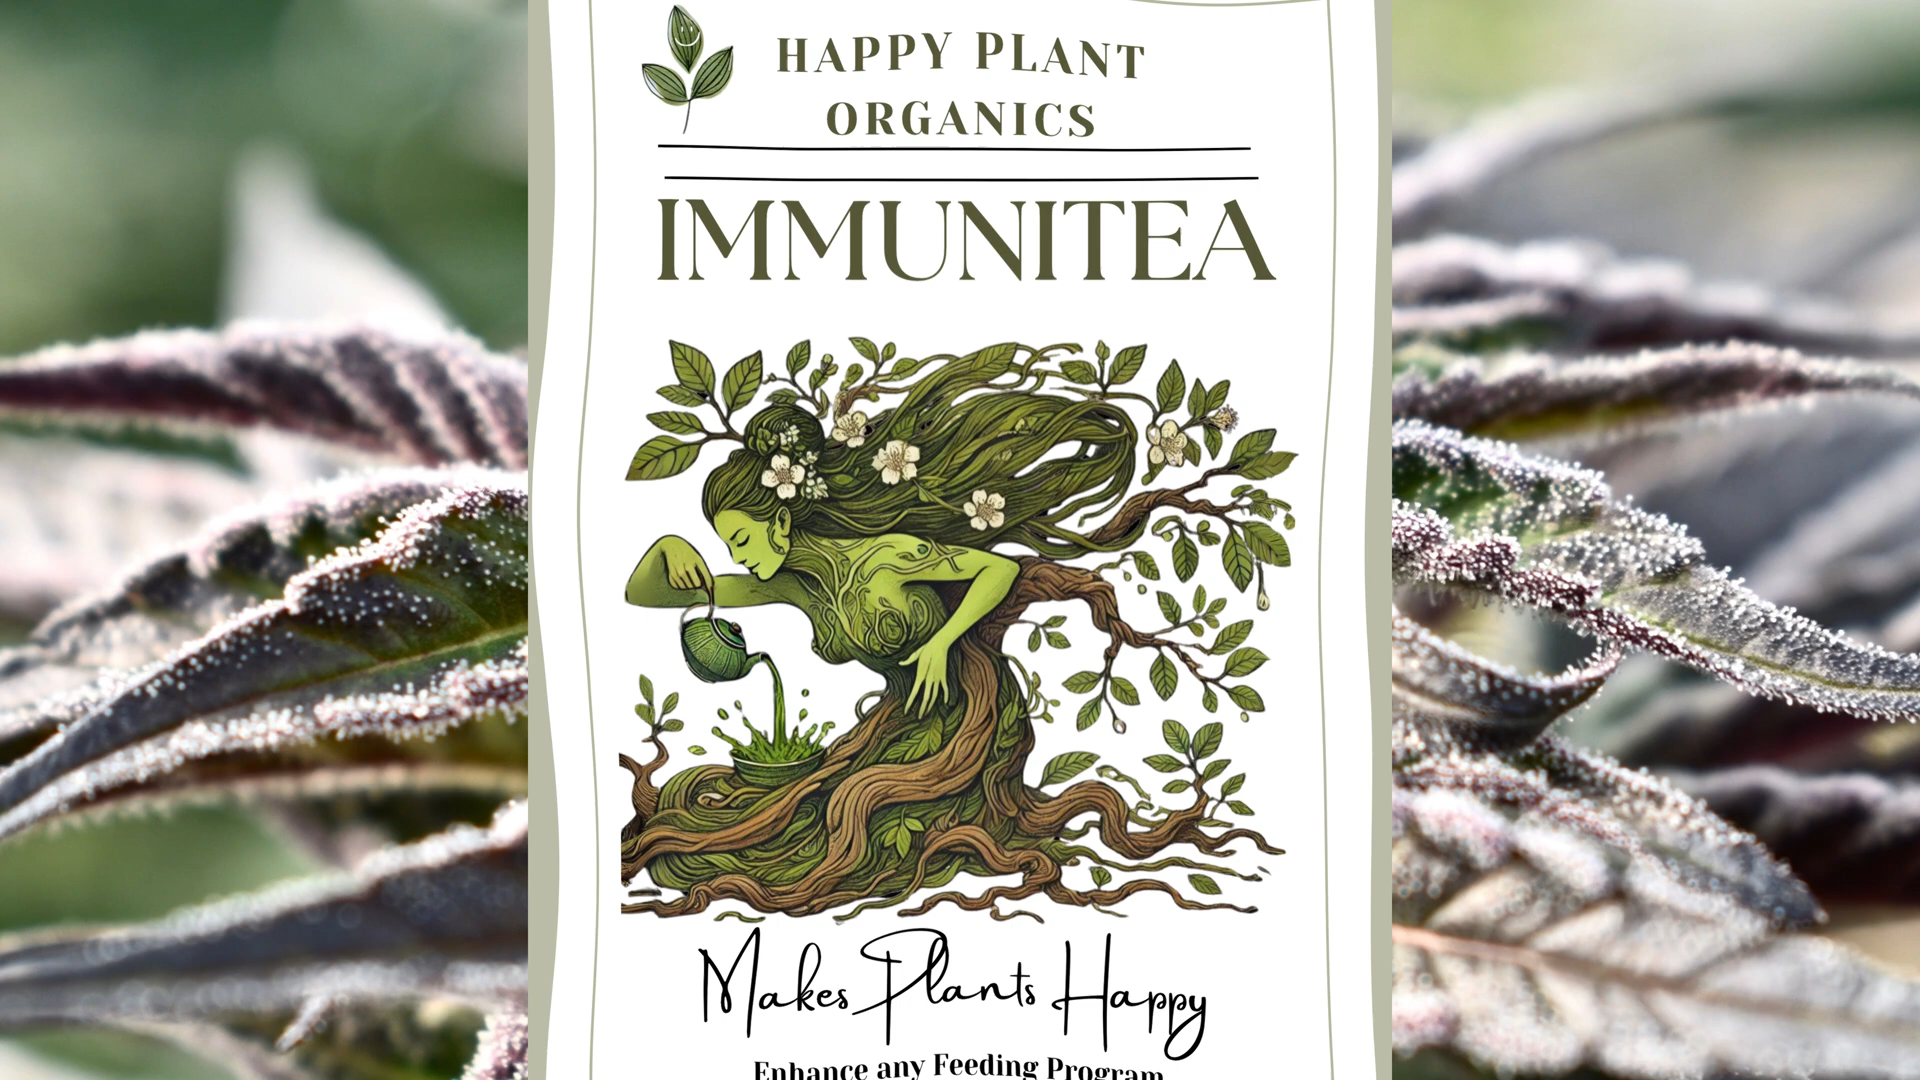 HAPPY PLANT
ORGANICS
IMMUNITEA
Makes Plants Happy
Enhance any Feeding Program